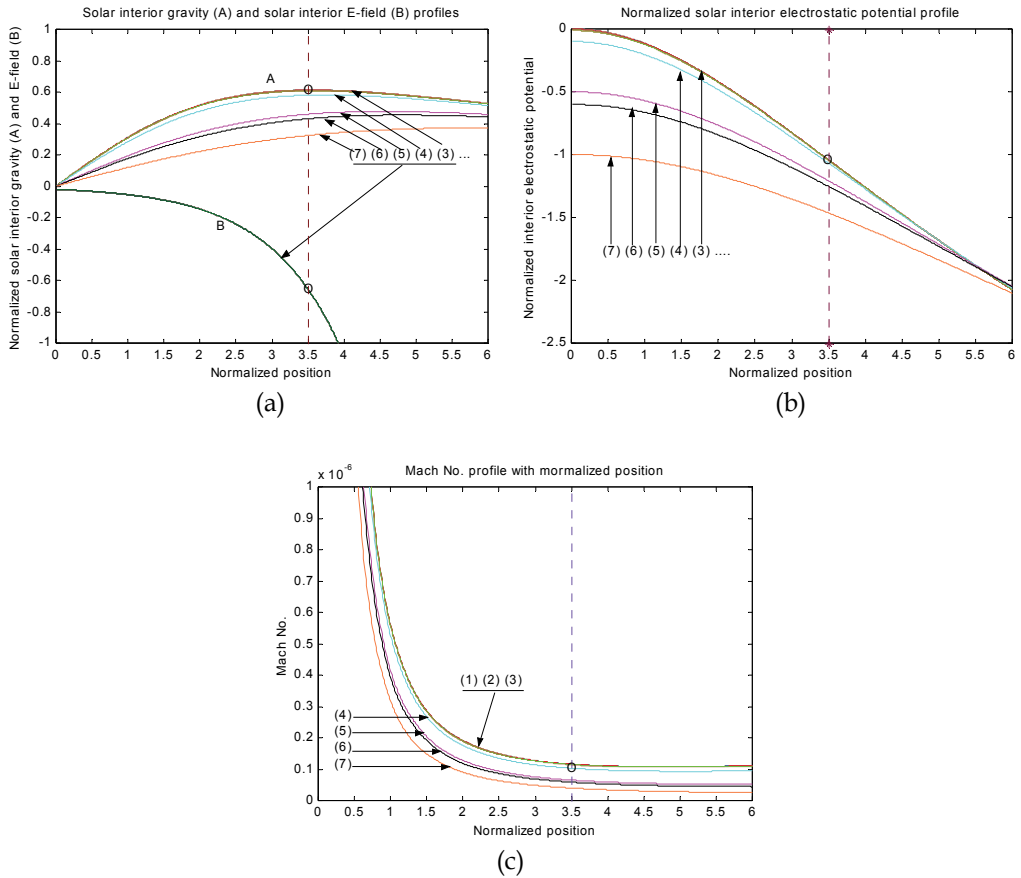 Solar interior gravity (A) and solar interior E-field (B) profiles
Normalized solar interior gravity (A) and E-field (B)
1
0.8
0.6
0.4
0.2
0
-0.2
-0.4
-0.6
-0.8
-1
A
O
(7) (6) (5) (4) (3) ...
B
O
0 0.5 1 1.5 2 2.5 3 3.5 4 4.5 5 5.5 6
Normalized position
(a)
Normalized solar interior electrostatic potential profile
Normalized interior electrostatic potential
0
-0.5
-1
-1.5
-2
-2.5
O
(7) (6) (5) (4) (3) ....
0 0.5 1 1.5 2 2.5 3 3.5 4 4.5 5 5.5 6
Normalized position
(b)
x 10^-6
Mach No. profile with mormalized position
Mach No.
1
0.9
0.8
0.7
0.6
0.5
0.4
0.3
0.2
0.1
0
(1) (2) (3)
(4)
(5)
(6)
(7)
O
0 0.5 1 1.5 2 2.5 3 3.5 4 4.5 5 5.5 6
Normalized position
(c)